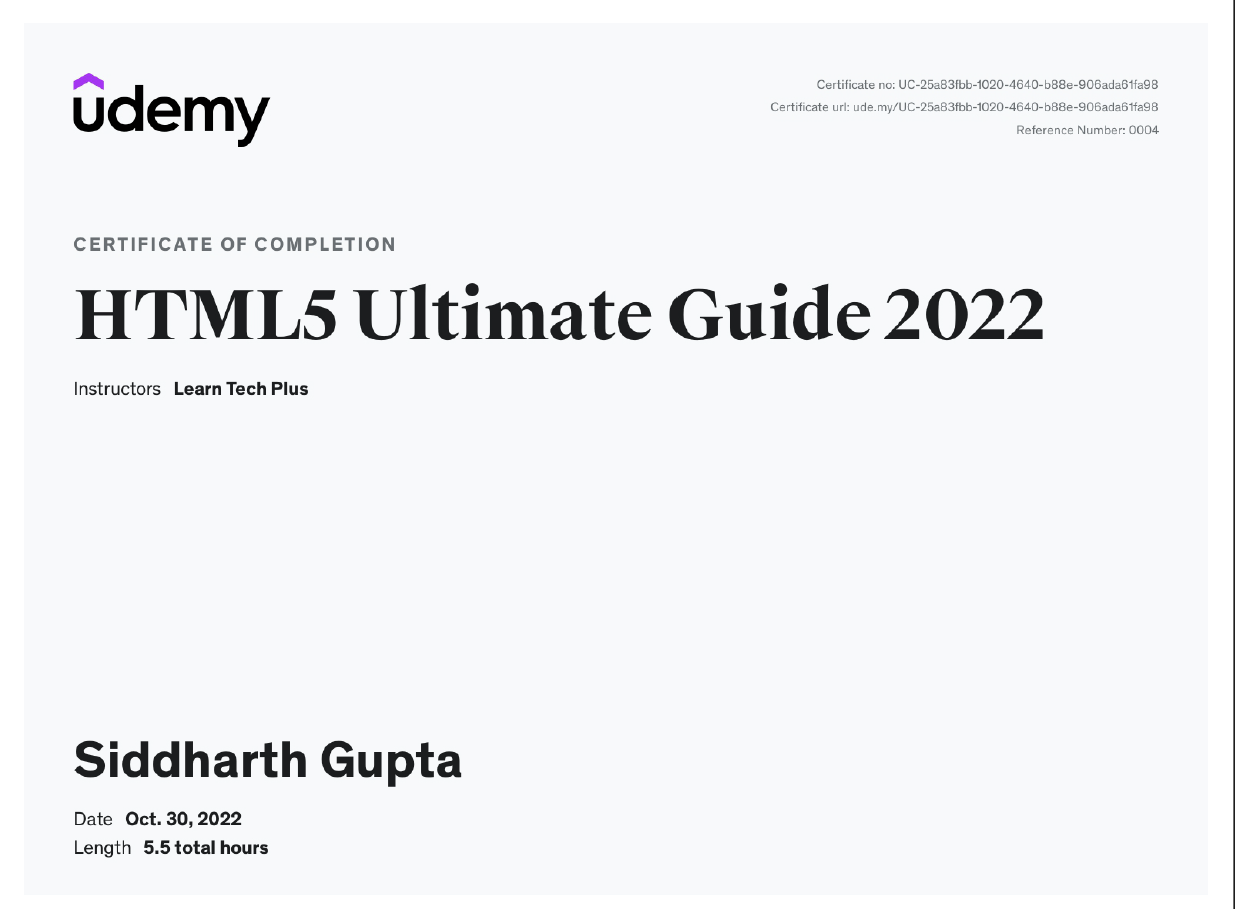 udemy
Certificate no: UC-25a83fbb-1020-4640-b88e-906ada61fa98
Certificate url: ude.my/UC-25a83fbb-1020-4640-b88e-906ada61fa98
Reference Number: 0004
CERTIFICATE OF COMPLETION
HTML5 Ultimate Guide 2022
Instructors Learn Tech Plus
Siddharth Gupta
Date Oct. 30, 2022
Length 5.5 total hours